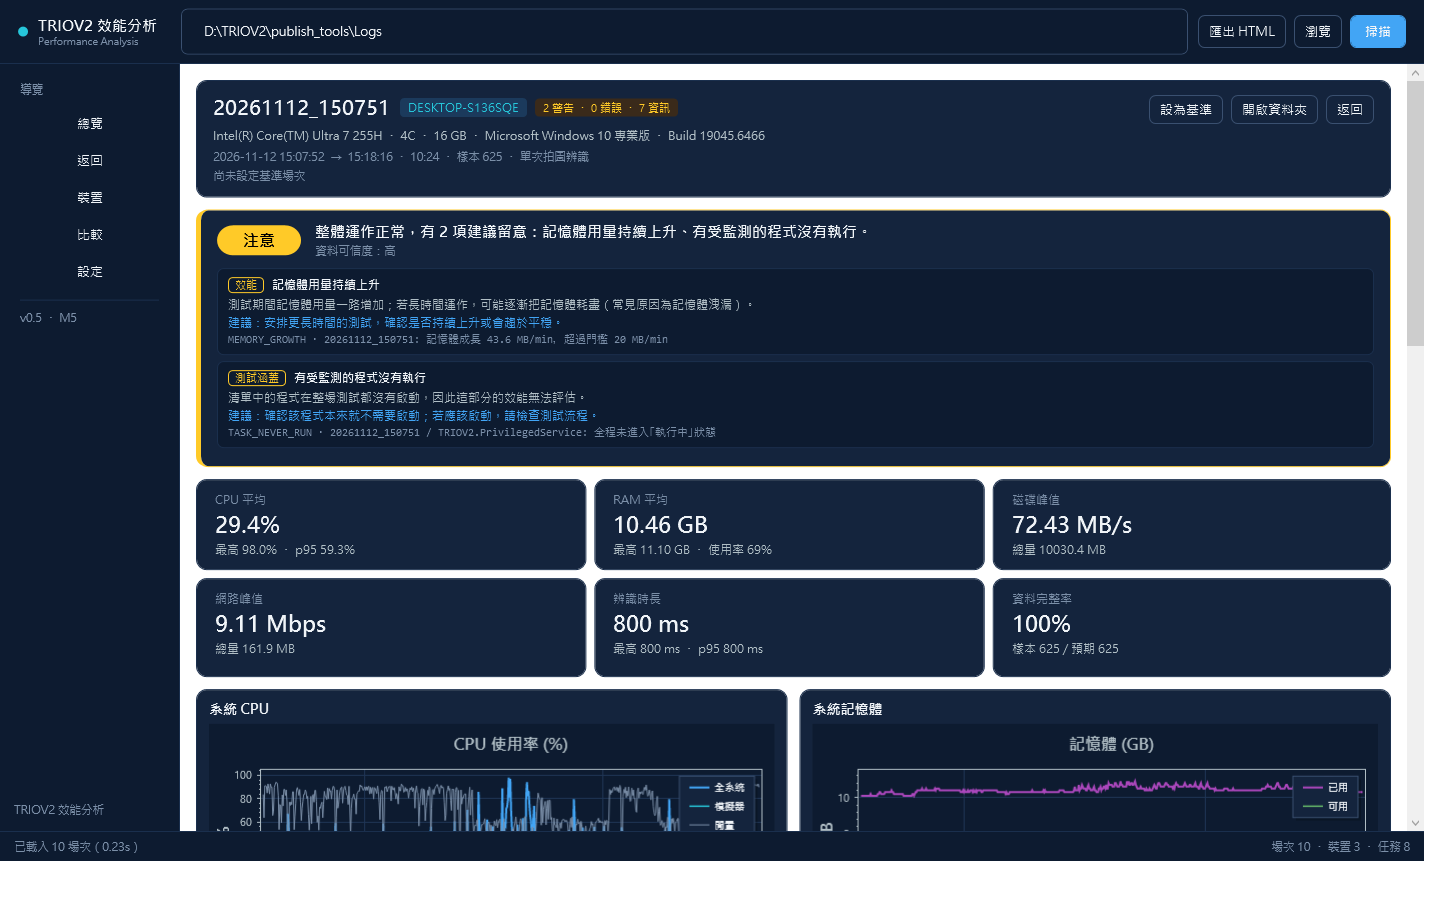 TRIOV2 效能分析
Performance Analysis
D:\TRIOV2\publish_tools\Logs
匯出 HTML
瀏覽
掃描
導覽
總覽
返回
裝置
比較
設定
v0.5 · M5
TRIOV2 效能分析
20261112_150751
DESKTOP-S136SQE
2 警告 · 0 錯誤 · 7 資訊
設為基準
開啟資料夾
返回
Intel(R) Core(TM) Ultra 7 255H · 4C · 16 GB · Microsoft Windows 10 專業版 · Build 19045.6466
2026-11-12 15:07:52 → 15:18:16 · 10:24 · 樣本 625 · 單次拍圖辨識
尚未設定基準場次
注意
整體運作正常，有 2 項建議留意：記憶體用量持續上升、有受監測的程式沒有執行。
資料可信度：高
效能
記憶體用量持續上升
測試期間記憶體用量一路增加；若長時間運作，可能逐漸把記憶體耗盡（常見原因為記憶體洩漏）。
建議：安排更長時間的測試，確認是否持續上升或會趨於平穩。
MEMORY_GROWTH · 20261112_150751: 記憶體成長 43.6 MB/min，超過門檻 20 MB/min
測試涵蓋
有受監測的程式沒有執行
清單中的程式在整場測試都沒有啟動，因此這部分的效能無法評估。
建議：確認該程式本來就不需要啟動；若應該啟動，請檢查測試流程。
TASK_NEVER_RUN · 20261112_150751 / TRIOV2.PrivilegedService: 全程未進入「執行中」狀態
CPU 平均
29.4%
最高 98.0% · p95 59.3%
RAM 平均
10.46 GB
最高 11.10 GB · 使用率 69%
磁碟峰值
72.43 MB/s
總量 10030.4 MB
網路峰值
9.11 Mbps
總量 161.9 MB
辨識時長
800 ms
最高 800 ms · p95 800 ms
資料完整率
100%
樣本 625 / 預期 625
系統 CPU
CPU 使用率 (%)
100
80
60
全系統
模擬器
系統記憶體
記憶體 (GB)
10
已用
可用
已載入 10 場次（0.23s）
場次 10 · 裝置 3 · 任務 8